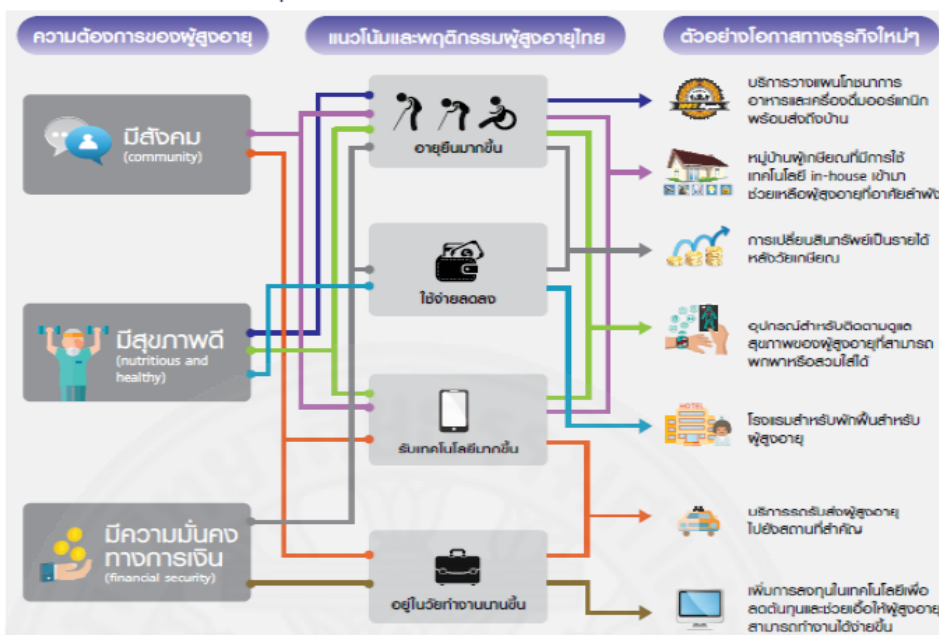 ความต้องการของผู้สูงอายุ
แนวโน้มและพฤติกรรมผู้สูงอายุไทย
ตัวอย่างโอกาสทางธุรกิจใหม่ๆ
มีสังคม
(community)
มีสุขภาพดี
(nutritious and
healthy)
มีความมั่นคง
ทางการเงิน
(financial security)
อายุยืนมากขึ้น
ใช้จ่ายลดลง
รับเทคโนโลยีมากขึ้น
อยู่ในวัยทำงานนานขึ้น
บริการวางแผนโภชนาการ
อาหารและเครื่องดื่มออร์แกนิก
พร้อมส่งถึงบ้าน
หมู่บ้านผู้เกษียณที่มีการใช้
เทคโนโลยี in-house เข้ามา
ช่วยเหลือผู้สูงอายุที่อาศัยลำพัง
การเปลี่ยนสินทรัพย์เป็นรายได้
หลังวัยเกษียณ
อุปกรณ์สำหรับติดตามดูแล
สุขภาพของผู้สูงอายุที่สามารถ
พกพาหรือสวมใส่ได้
HOTEL
โรงแรมสำหรับพักฟื้นสำหรับ
ผู้สูงอายุ
บริการรถรับส่งผู้สูงอายุ
ไปยังสถานที่สำคัญ
เพิ่มการลงทุนในเทคโนโลยีเพื่อ
ลดต้นทุนและช่วยเอื้อให้ผู้สูงอายุ
สามารถทำงานได้ง่ายขึ้น